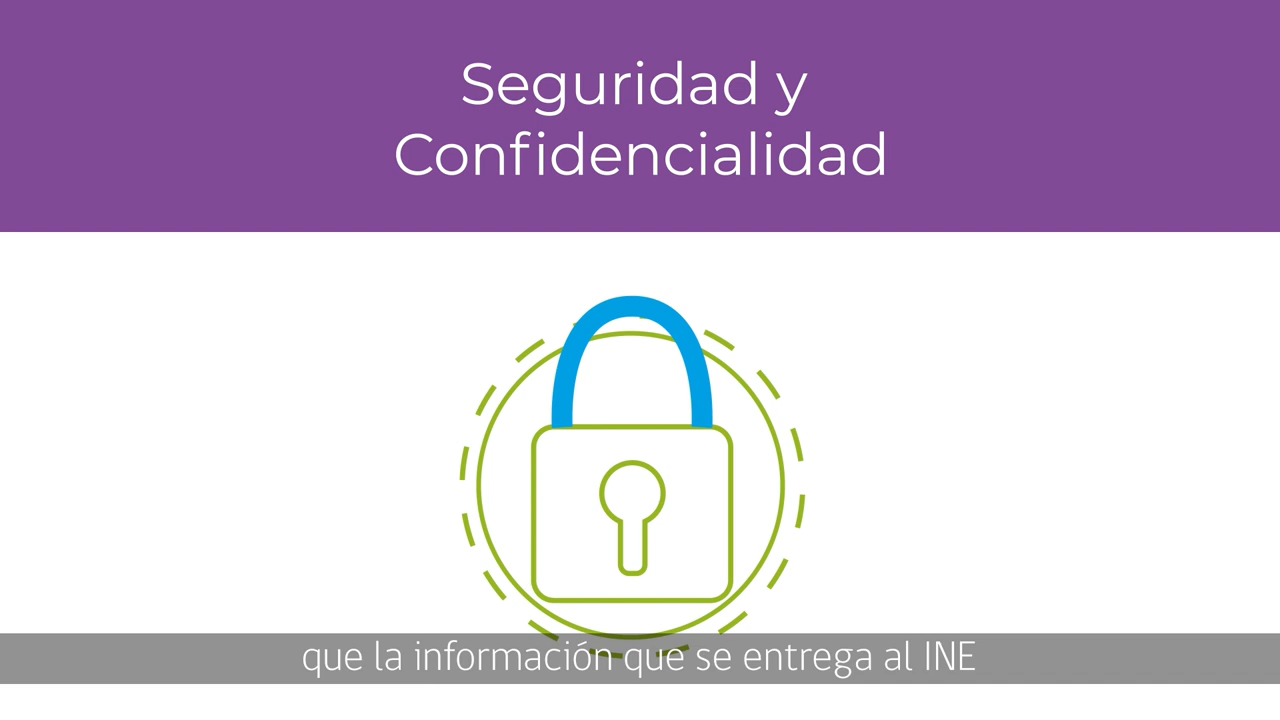 Seguridad y
Confidencialidad
que la información que se entrega al INE